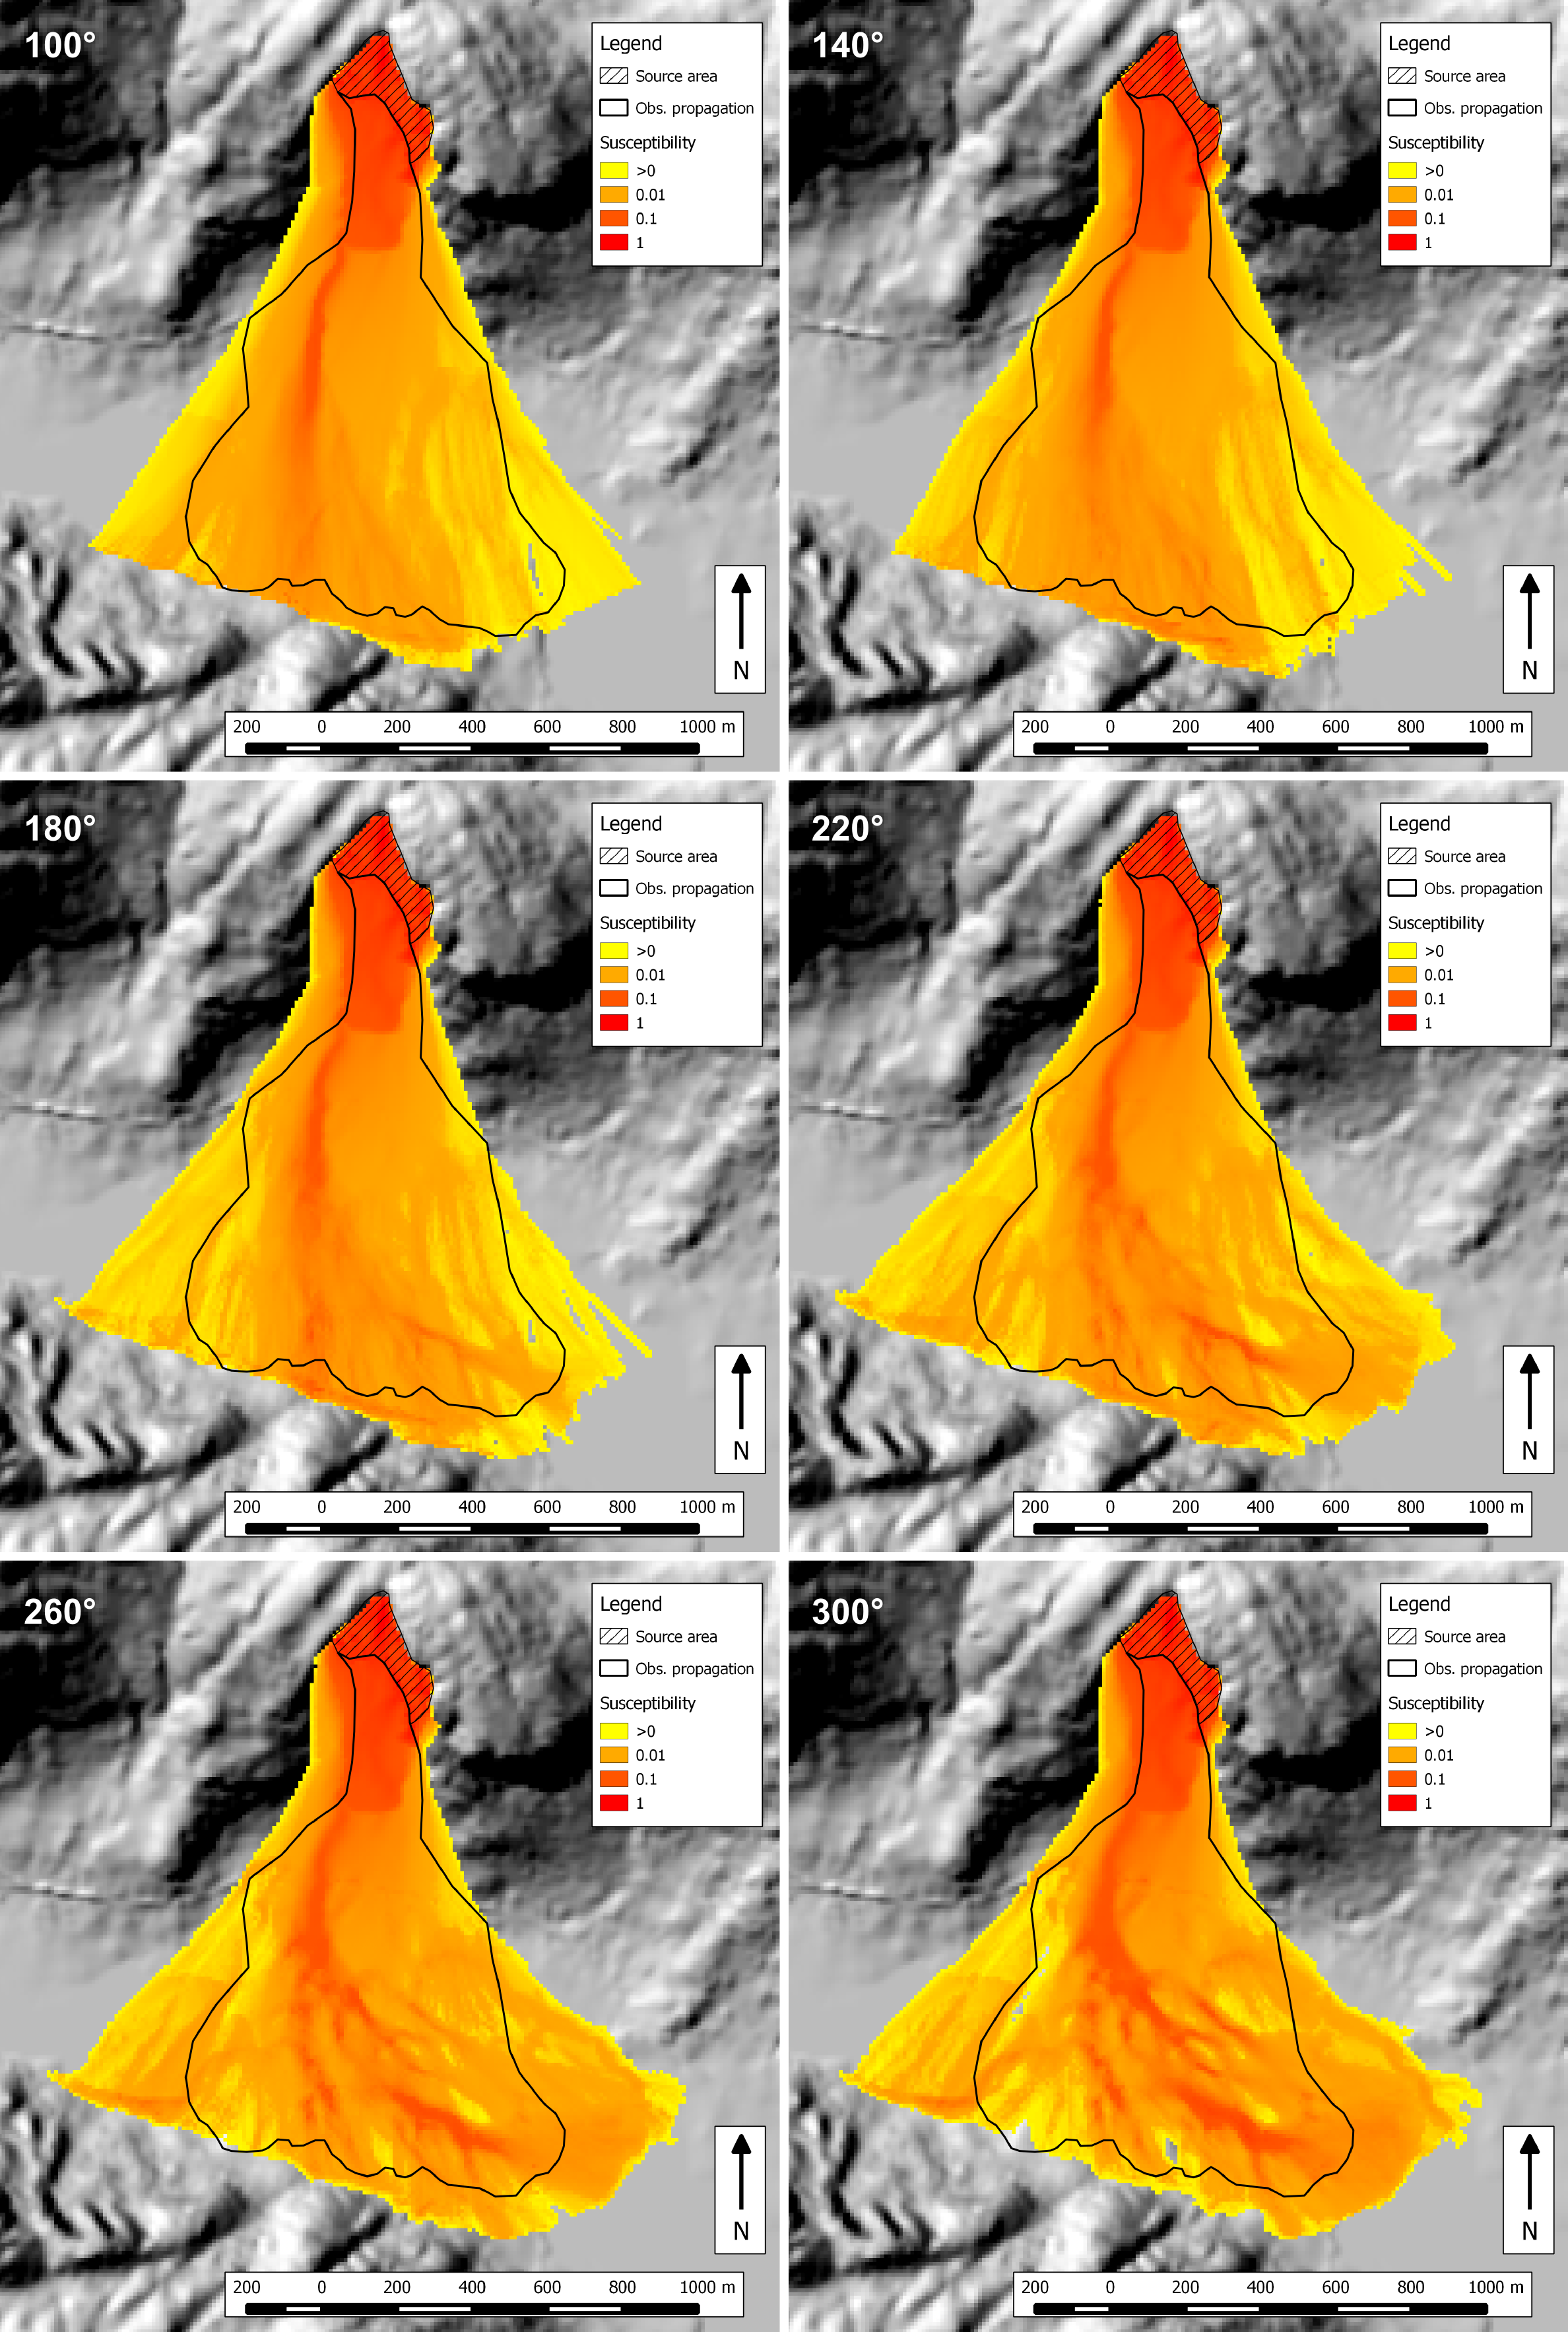 100°
Legend
Source area
Obs. propagation
Susceptibility
>0
0.01
0.1
1
N
200 0 200 400 600 800 1000 m
140°
Legend
Source area
Obs. propagation
Susceptibility
>0
0.01
0.1
1
N
200 0 200 400 600 800 1000 m
180°
Legend
Source area
Obs. propagation
Susceptibility
>0
0.01
0.1
1
N
200 0 200 400 600 800 1000 m
220°
Legend
Source area
Obs. propagation
Susceptibility
>0
0.01
0.1
1
N
200 0 200 400 600 800 1000 m
260°
Legend
Source area
Obs. propagation
Susceptibility
>0
0.01
0.1
1
N
200 0 200 400 600 800 1000 m
300°
Legend
Source area
Obs. propagation
Susceptibility
>0
0.01
0.1
1
N
200 0 200 400 600 800 1000 m